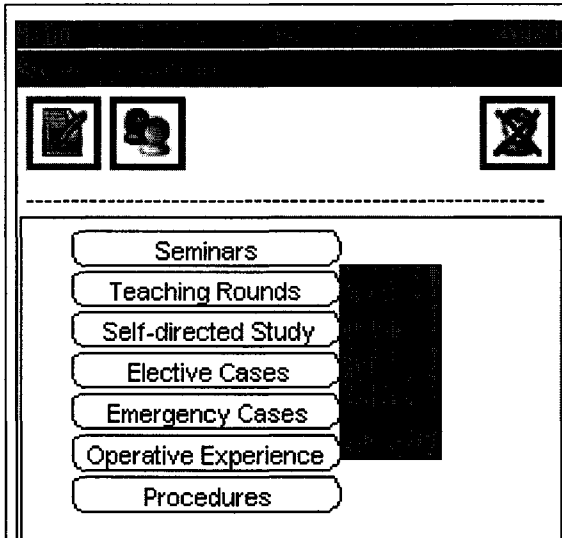 Seminars
Teaching Rounds
Self-directed Study
Elective Cases
Emergency Cases
Operative Experience
Procedures